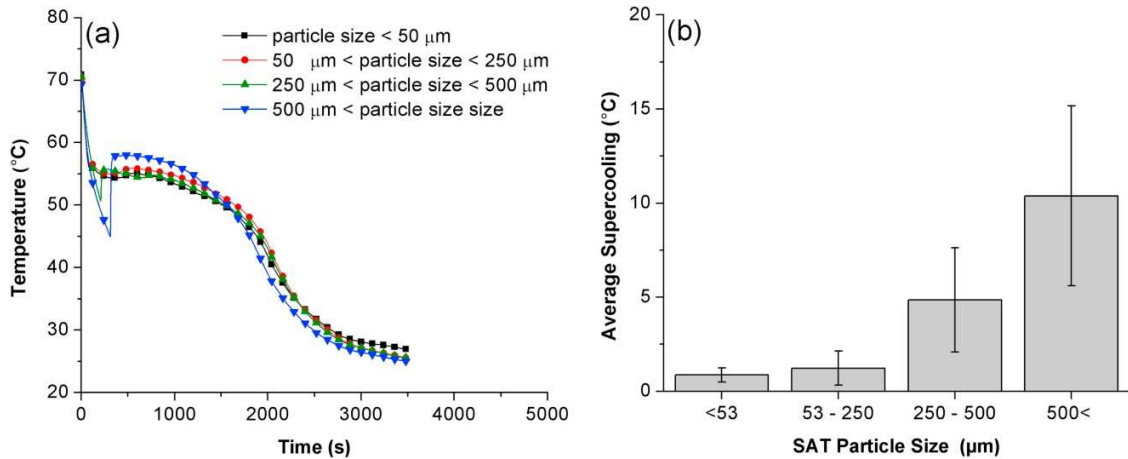 (a)
particle size < 50 μm
50 μm < particle size < 250 μm
250 μm < particle size < 500 μm
500 μm < particle size size
Temperature (°C)
80
70
60
50
40
30
20
0 1000 2000 3000 4000 5000
Time (s)
(b)
Average Supercooling (°C)
20
15
10
5
0
<53 53 - 250 250 - 500 500<
SAT Particle Size (μm)